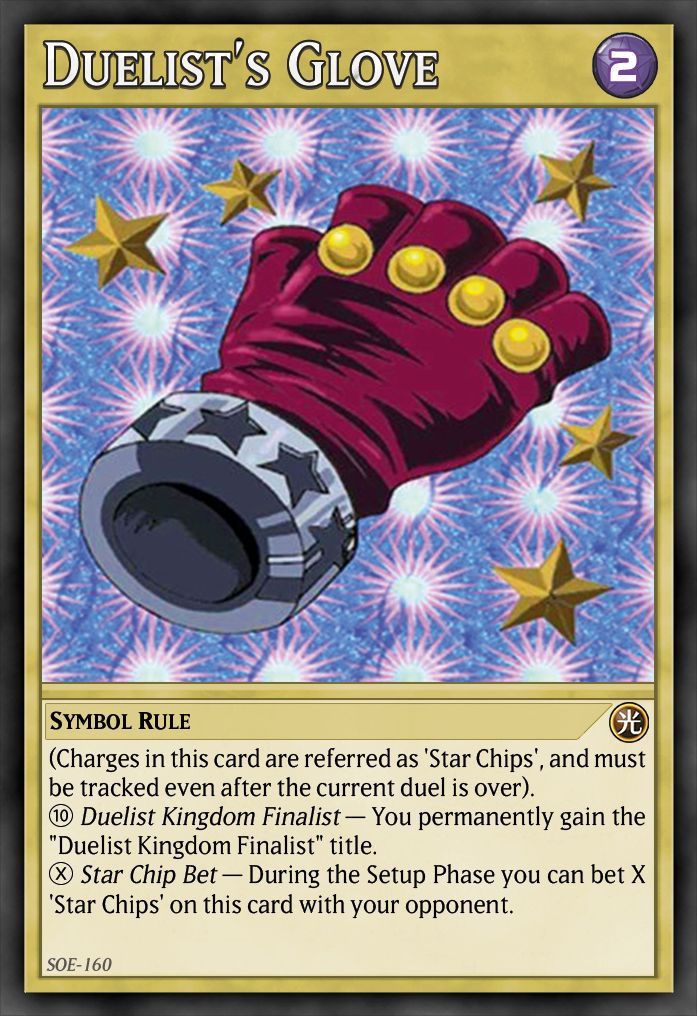 DUELIST'S GLOVE
2
SYMBOL RULE
光
(Charges in this card are referred as 'Star Chips', and must
be tracked even after the current duel is over).
⑩ Duelist Kingdom Finalist — You permanently gain the
"Duelist Kingdom Finalist" title.
Ⓧ Star Chip Bet — During the Setup Phase you can bet X
'Star Chips' on this card with your opponent.
SOE-160